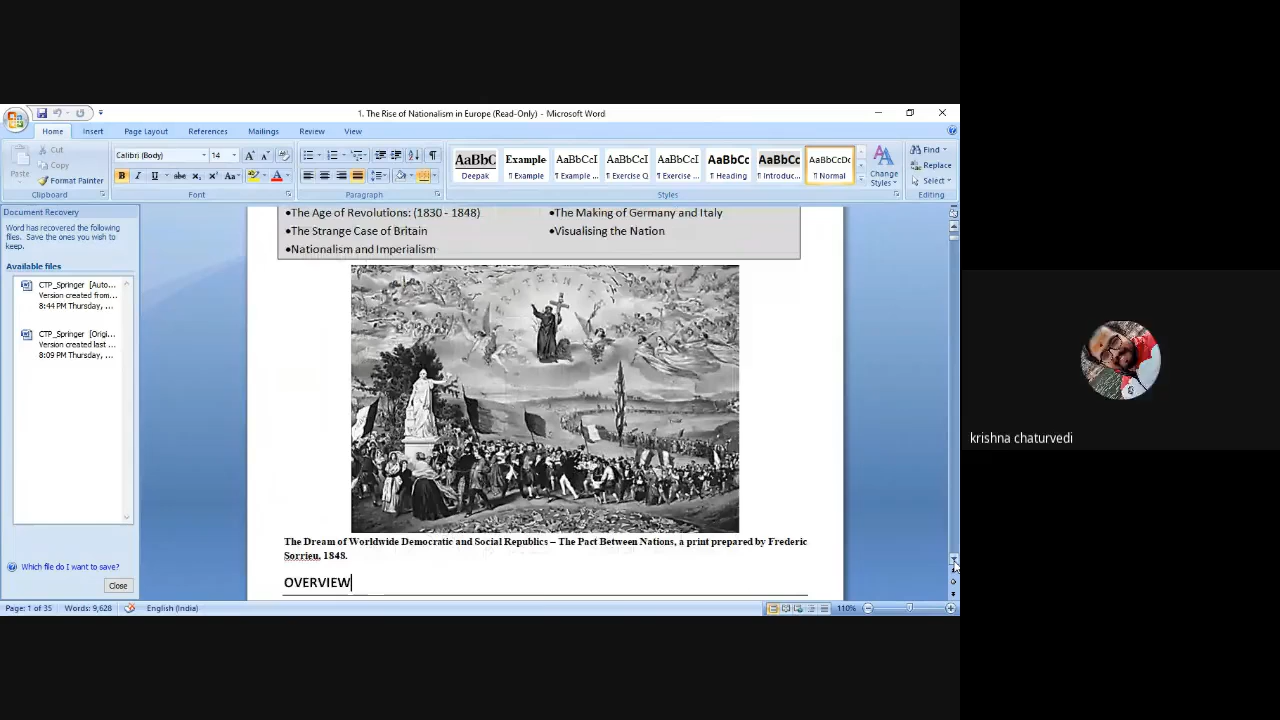 1. The Rise of Nationalism in Europe (Read-Only) - Microsoft Word
Home Insert Page Layout References Mailings Review View
Paste
Cut
Copy
Format Painter
Clipboard
Calibri (Body) 14
Font
Paragraph
AaBbC AaBbCcI AaBbCcI AaBbCcI AaBbCc AaBbCc AaBbCcDc
Example
Deepak ¶ Example Example ... Exercise Q Exercise ... ¶ Heading ¶ Introduc... ¶ Normal
Styles
Change Styles
Find
Replace
Select
Editing
Document Recovery
Word has recovered the following
files. Save the ones you wish to
keep.
Available files
CTP_Springer [Auto...
Version created from...
8:44 PM Thursday, ...
CTP_Springer [Origi...
Version created last ...
8:09 PM Thursday, ...
Which file do I want to save?
Close
•The Age of Revolutions: (1830 - 1848) •The Making of Germany and Italy
•The Strange Case of Britain •Visualising the Nation
•Nationalism and Imperialism
The Dream of Worldwide Democratic and Social Republics – The Pact Between Nations, a print prepared by Frederic
Sorrieu, 1848.
OVERVIEW
Page: 1 of 35 Words: 9,628 English (India) 110%
krishna chaturvedi